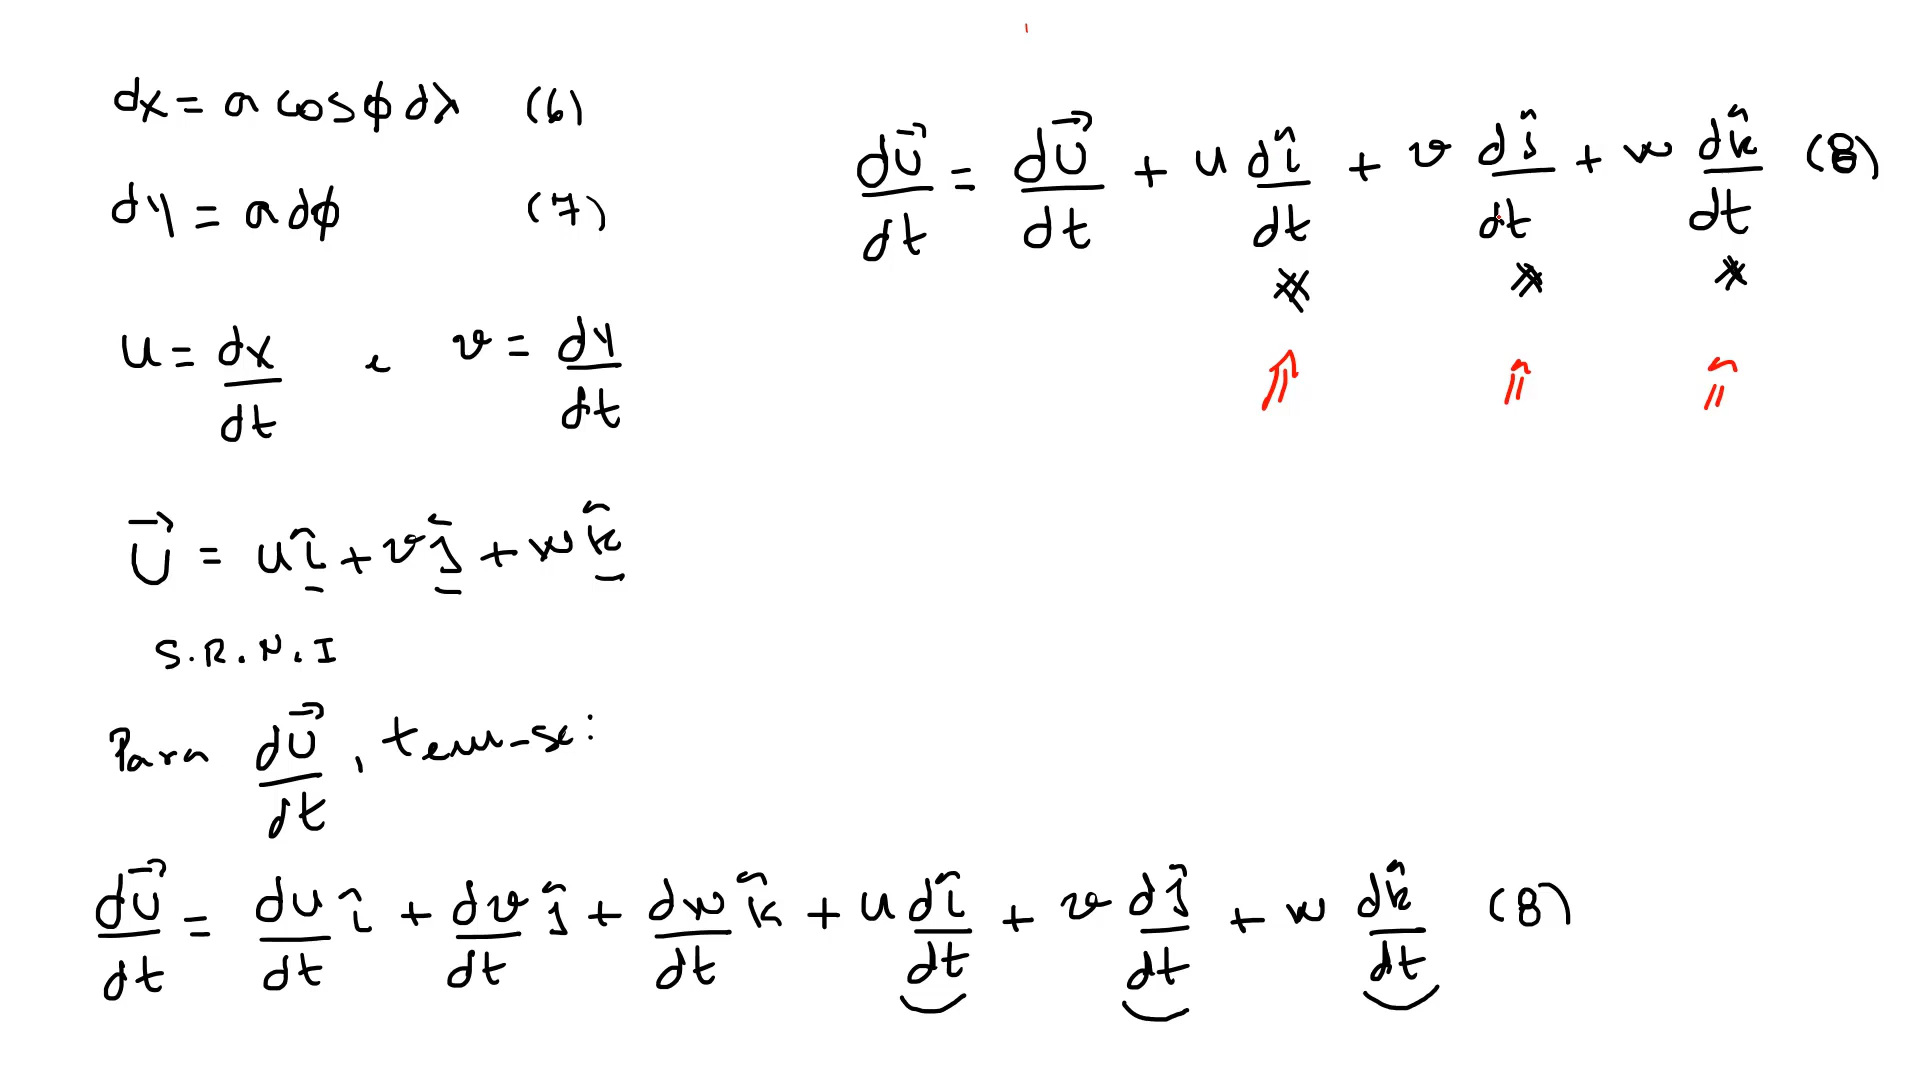 dx = a cosϕ dλ (6)
dy = a dϕ (7)
u = dx/dt e v = dy/dt
U⃗ = u î + v ĵ + w k̂
S.R.N.I
Para dU⃗/dt, tem-se:
dU⃗/dt = du/dt î + dv/dt ĵ + dw/dt k̂ + u dî/dt + v dĵ/dt + w dk̂/dt (8)
dU⃗/dt = dU⃗/dt + u dî/dt + v dĵ/dt + w dk̂/dt (8)
* * *